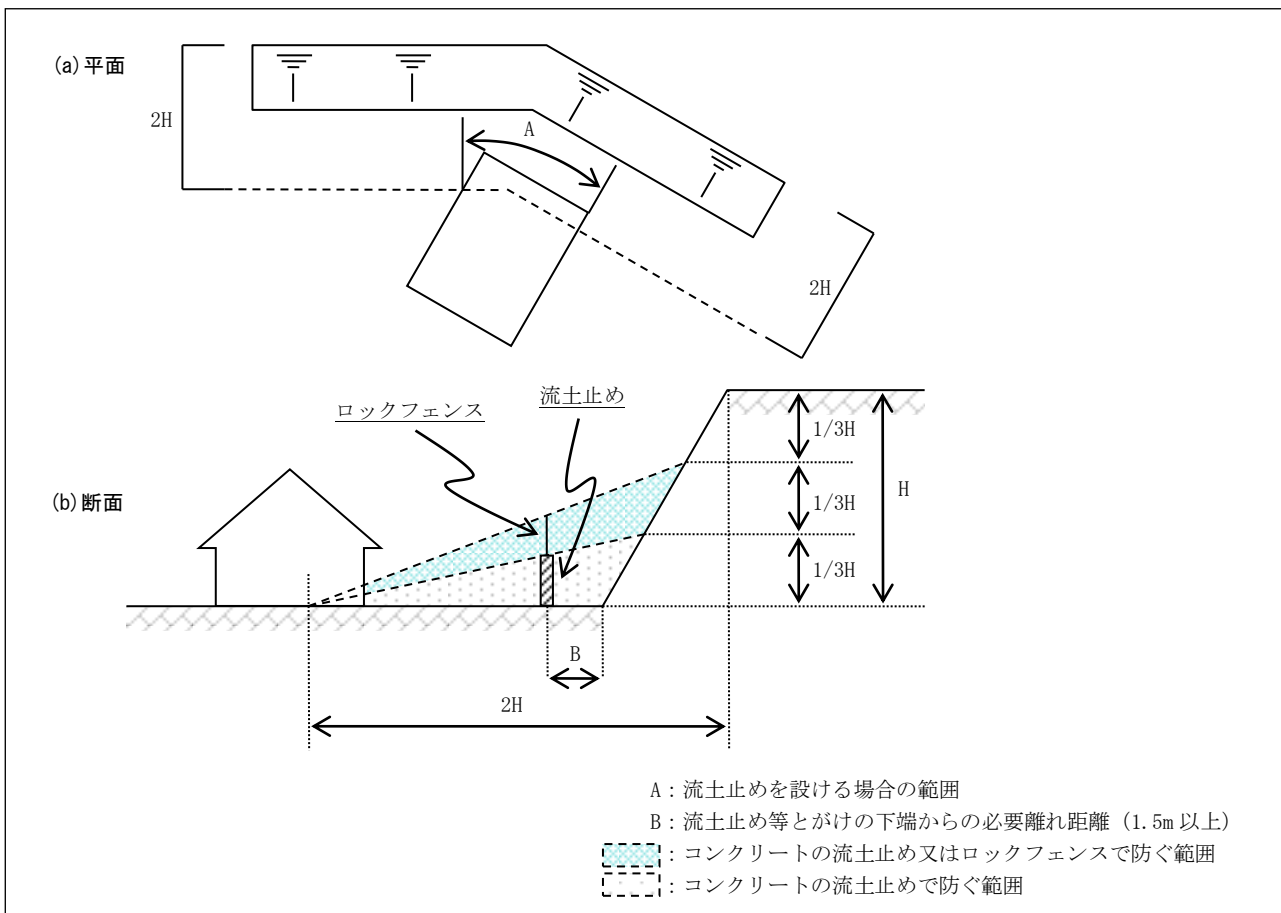 (a)平面
2H
A
2H
ロックフェンス
流土止め
1/3H
H
(b)断面
1/3H
1/3H
B
2H
A：流土止めを設ける場合の範囲
B：流土止め等とがけの下端からの必要離れ距離（1.5m以上）
：コンクリートの流土止め又はロックフェンスで防ぐ範囲
：コンクリートの流土止めで防ぐ範囲